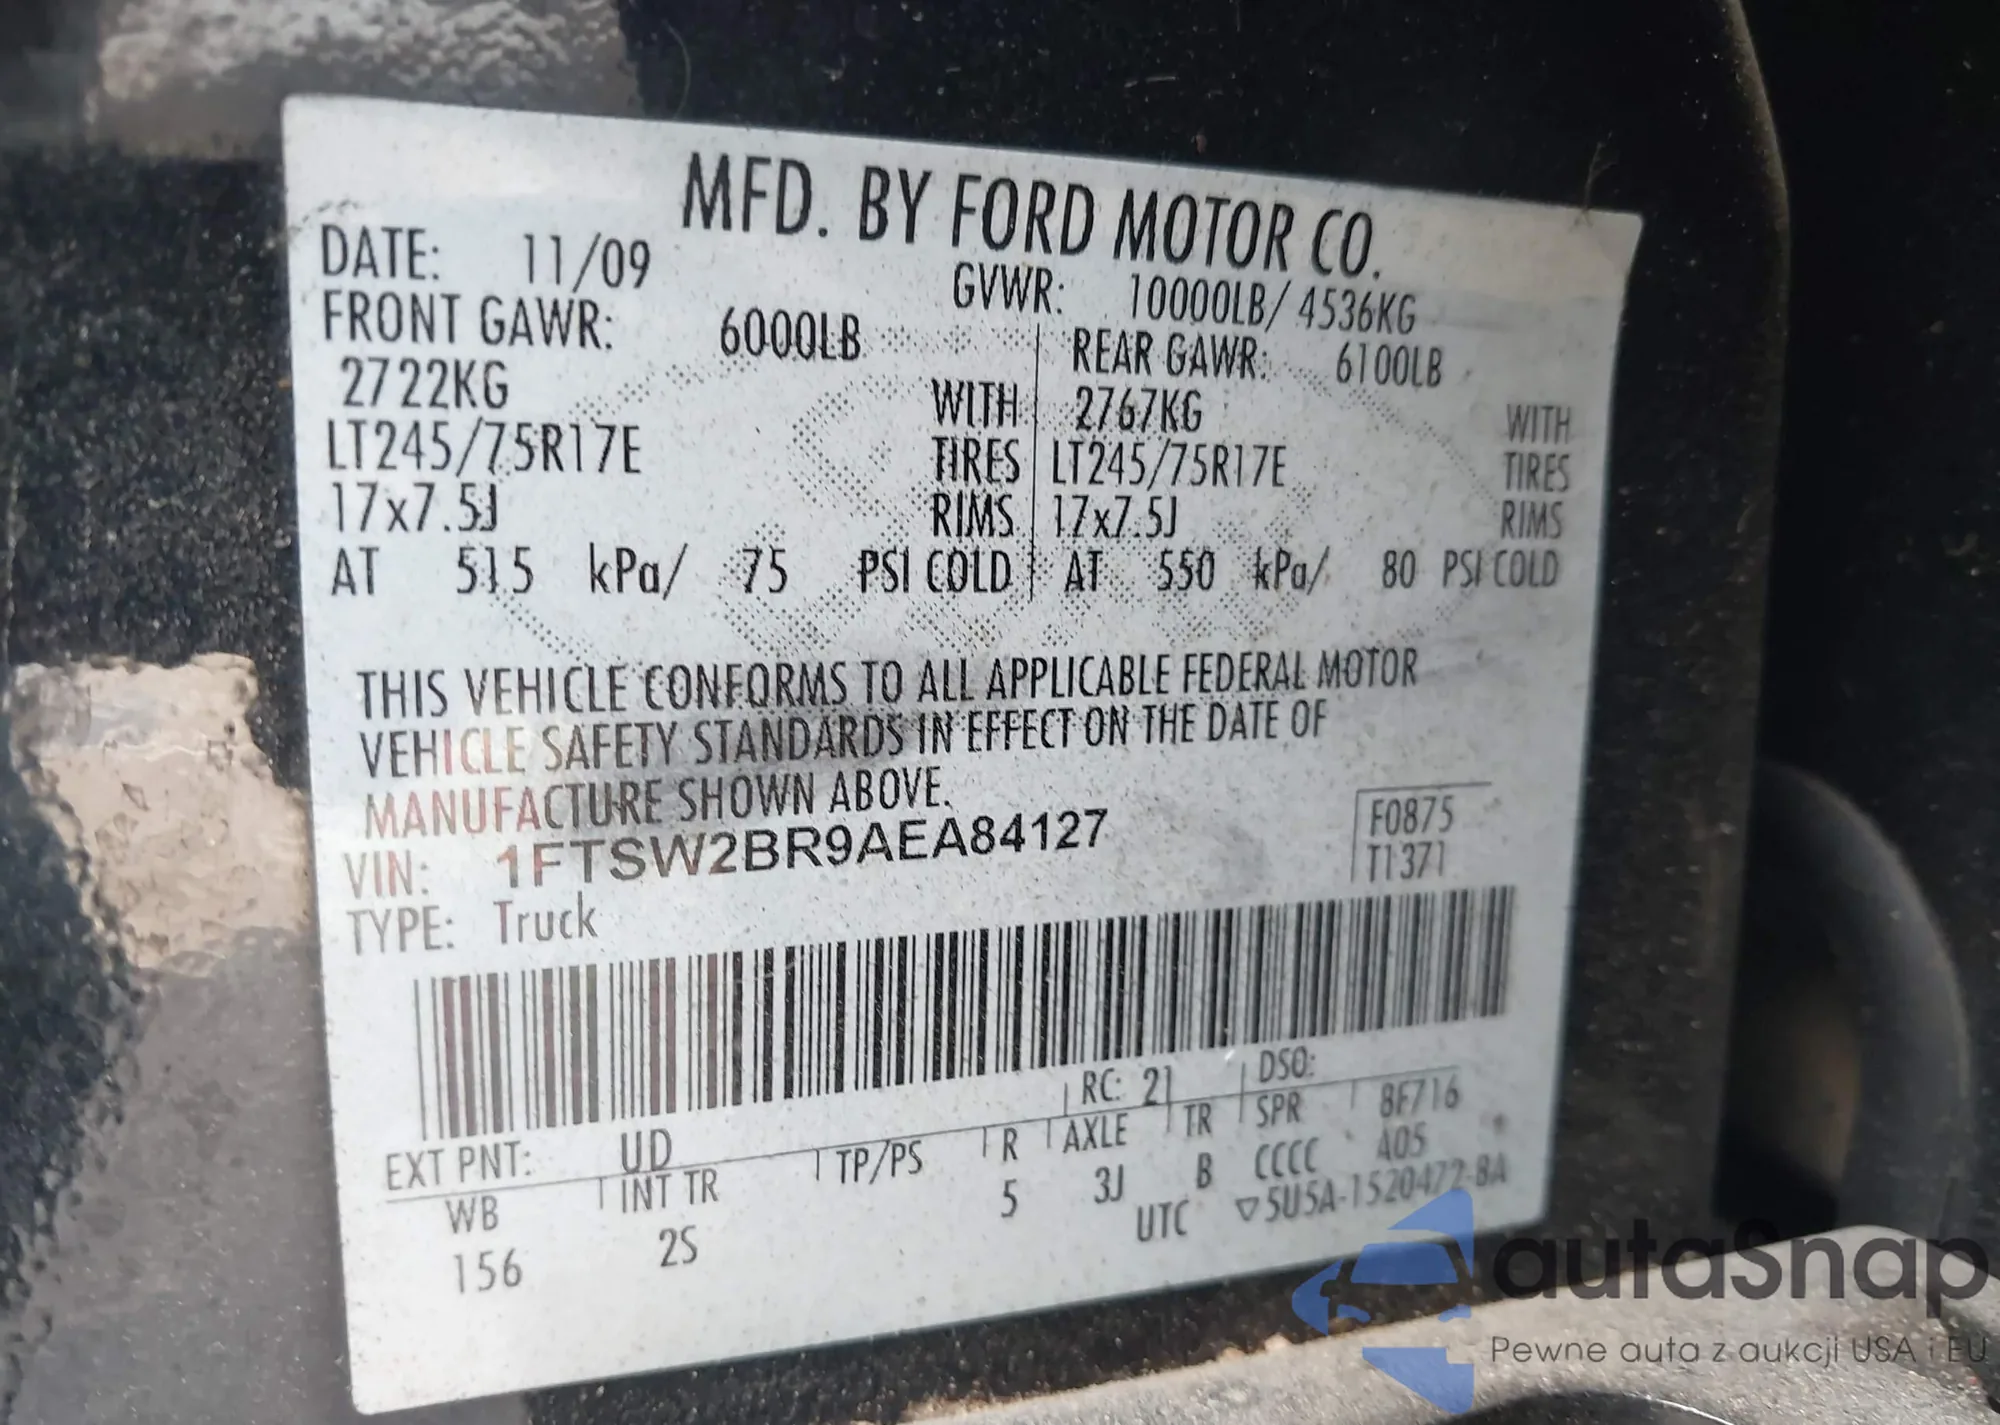 MFD. BY FORD MOTOR CO.
DATE: 11/09
GVWR: 10000LB/ 4536KG
FRONT GAWR: 6000LB
REAR GAWR: 6100LB
2722KG WITH
2767KG WITH
LT245/75R17E TIRES
LT245/75R17E TIRES
17x7.5J RIMS
17x7.5J RIMS
AT 515 kPa/ 75 PSI COLD
AT 550 kPa/ 80 PSI COLD
THIS VEHICLE CONFORMS TO ALL APPLICABLE FEDERAL MOTOR
VEHICLE SAFETY STANDARDS IN EFFECT ON THE DATE OF
MANUFACTURE SHOWN ABOVE.
VIN: 1FTSW2BR9AEA84127
F0875
T1371
TYPE: Truck
EXT PNT: UD RC: 21 DSO:
WB INT TR TP/PS R AXLE TR SPR 8F716
156 2S 5 3J B CCCC A05
UTC ▽5U5A-1520472-BA
autaSnap
Pewne auta z aukcji USA i EU